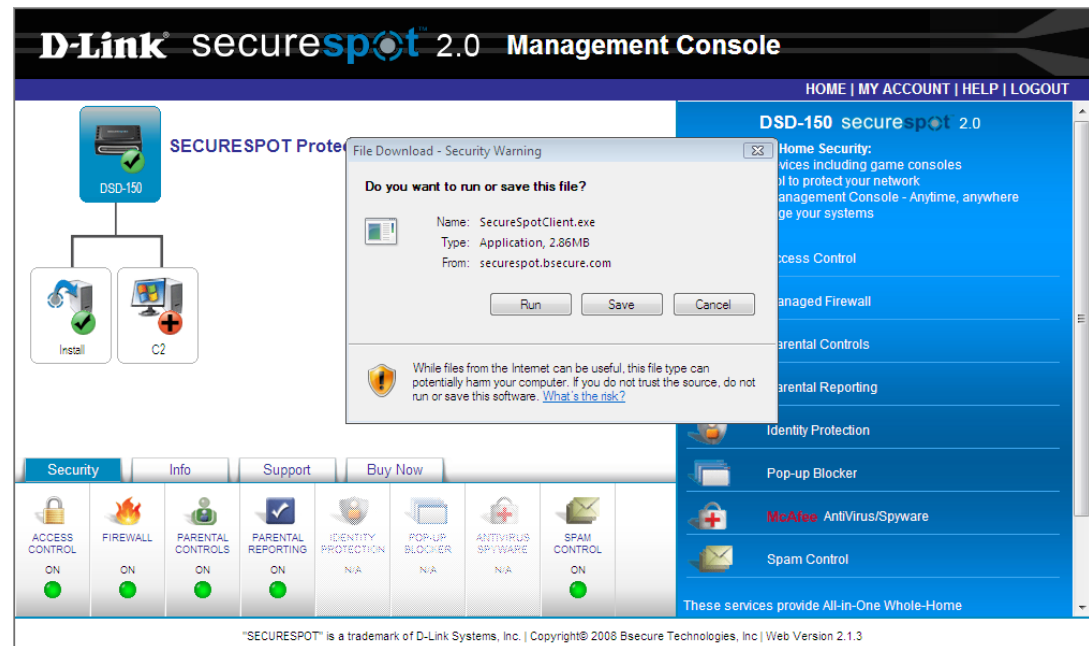 D-Link securespot™ 2.0 Management Console
HOME | MY ACCOUNT | HELP | LOGOUT
DSD-150
SECURESPOT Prote
Install
C2
File Download - Security Warning
Do you want to run or save this file?
Name: SecureSpotClient.exe
Type: Application, 2.86MB
From: securespot.bsecure.com
Run Save Cancel
While files from the Internet can be useful, this file type can
potentially harm your computer. If you do not trust the source, do not
run or save this software. What's the risk?
DSD-150 securespot 2.0
Home Security:
vices including game consoles
ol to protect your network
anagement Console - Anytime, anywhere
ge your systems
ccess Control
anaged Firewall
arental Controls
arental Reporting
Identity Protection
Pop-up Blocker
McAfee AntiVirus/Spyware
Spam Control
These services provide All-in-One Whole-Home
Security Info Support Buy Now
ACCESS CONTROL
ON
FIREWALL
ON
PARENTAL CONTROLS
ON
PARENTAL REPORTING
ON
IDENTITY PROTECTION
N/A
POP-UP BLOCKER
N/A
ANTIVIRUS SPYWARE
N/A
SPAM CONTROL
ON
"SECURESPOT" is a trademark of D-Link Systems, Inc. | Copyright© 2008 Bsecure Technologies, Inc | Web Version 2.1.3